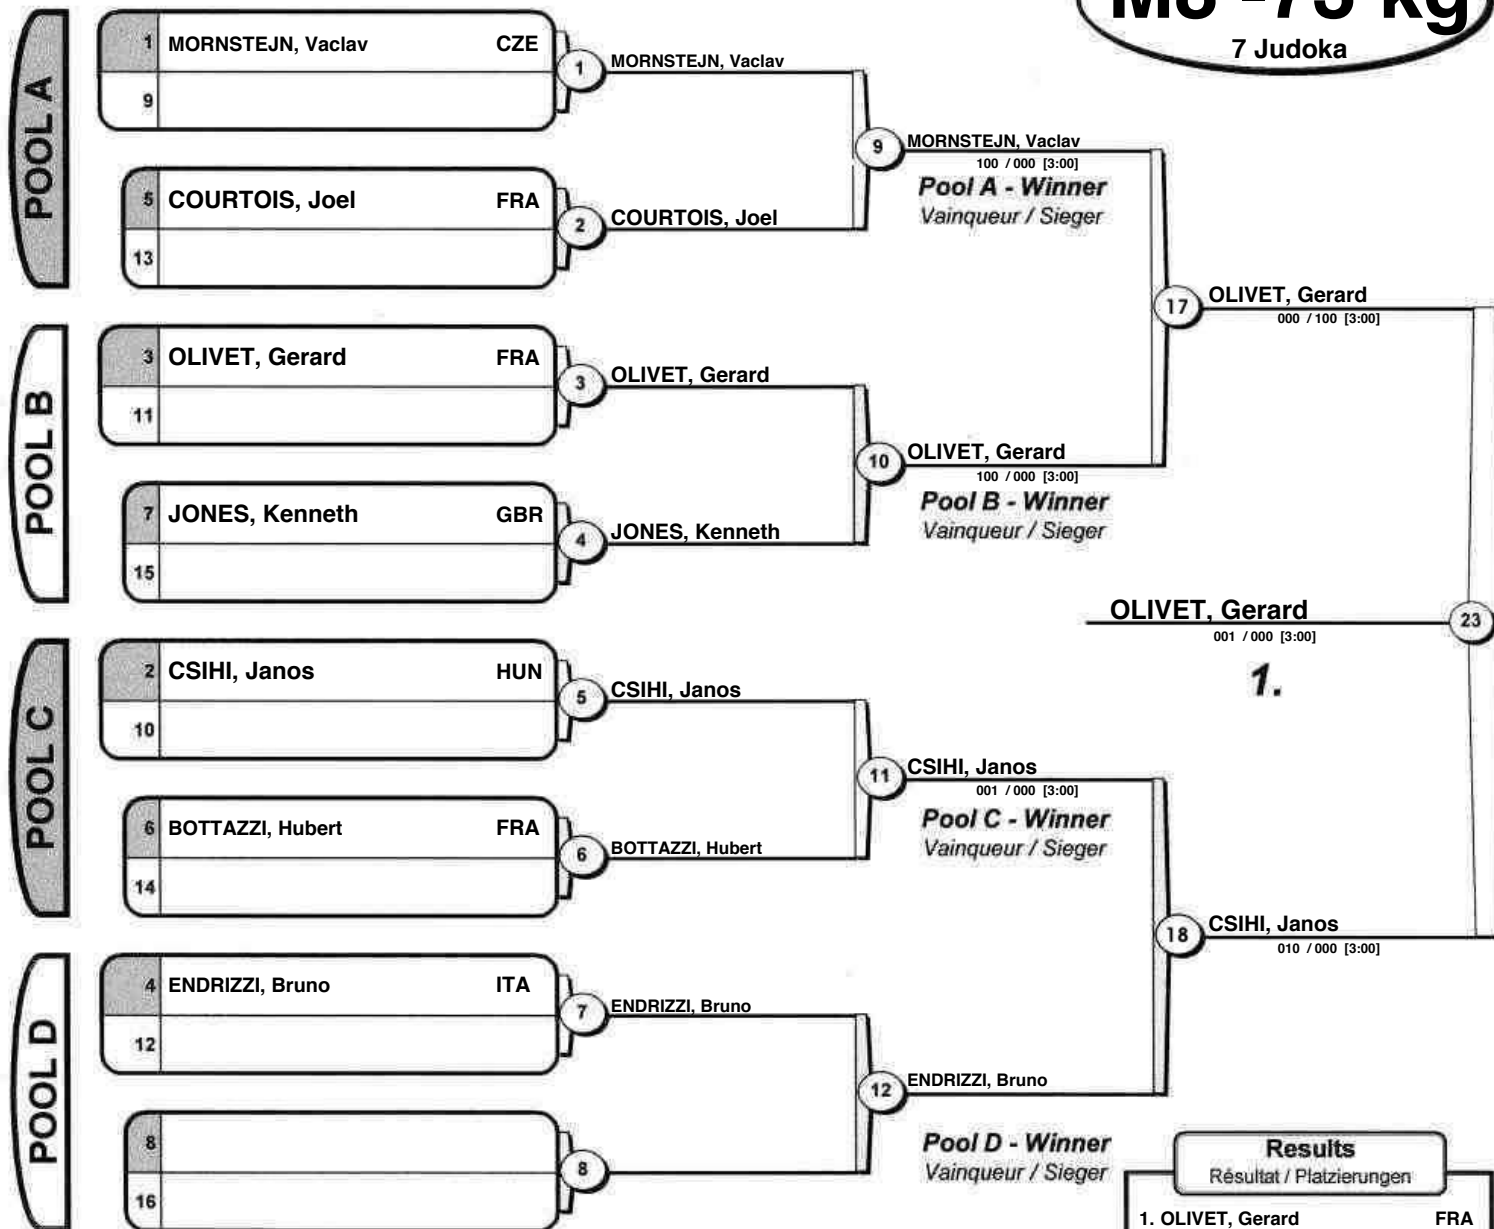 M8 -73 kg
7 Judoka
POOL A
1 MORNSTEJN, Vaclav CZE
9
1 MORNSTEJN, Vaclav
5 COURTOIS, Joel FRA
13
2 COURTOIS, Joel
9 MORNSTEJN, Vaclav
100 / 000 [3:00]
Pool A - Winner
Vainqueur / Sieger
POOL B
3 OLIVET, Gerard FRA
11
3 OLIVET, Gerard
7 JONES, Kenneth GBR
15
4 JONES, Kenneth
10 OLIVET, Gerard
100 / 000 [3:00]
Pool B - Winner
Vainqueur / Sieger
17 OLIVET, Gerard
000 / 100 [3:00]
OLIVET, Gerard 23
001 / 000 [3:00]
1.
POOL C
2 CSIHI, Janos HUN
10
5 CSIHI, Janos
6 BOTTAZZI, Hubert FRA
14
6 BOTTAZZI, Hubert
11 CSIHI, Janos
001 / 000 [3:00]
Pool C - Winner
Vainqueur / Sieger
18 CSIHI, Janos
010 / 000 [3:00]
POOL D
4 ENDRIZZI, Bruno ITA
12
7 ENDRIZZI, Bruno
8
16
8
12 ENDRIZZI, Bruno
Pool D - Winner
Vainqueur / Sieger
Results
Résultat / Platzierungen
1. OLIVET, Gerard FRA